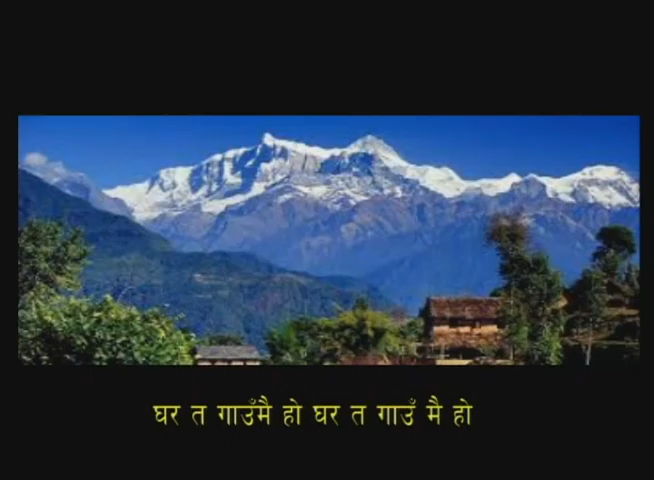 घर त गाउँमै हो घर त गाउँ मै हो